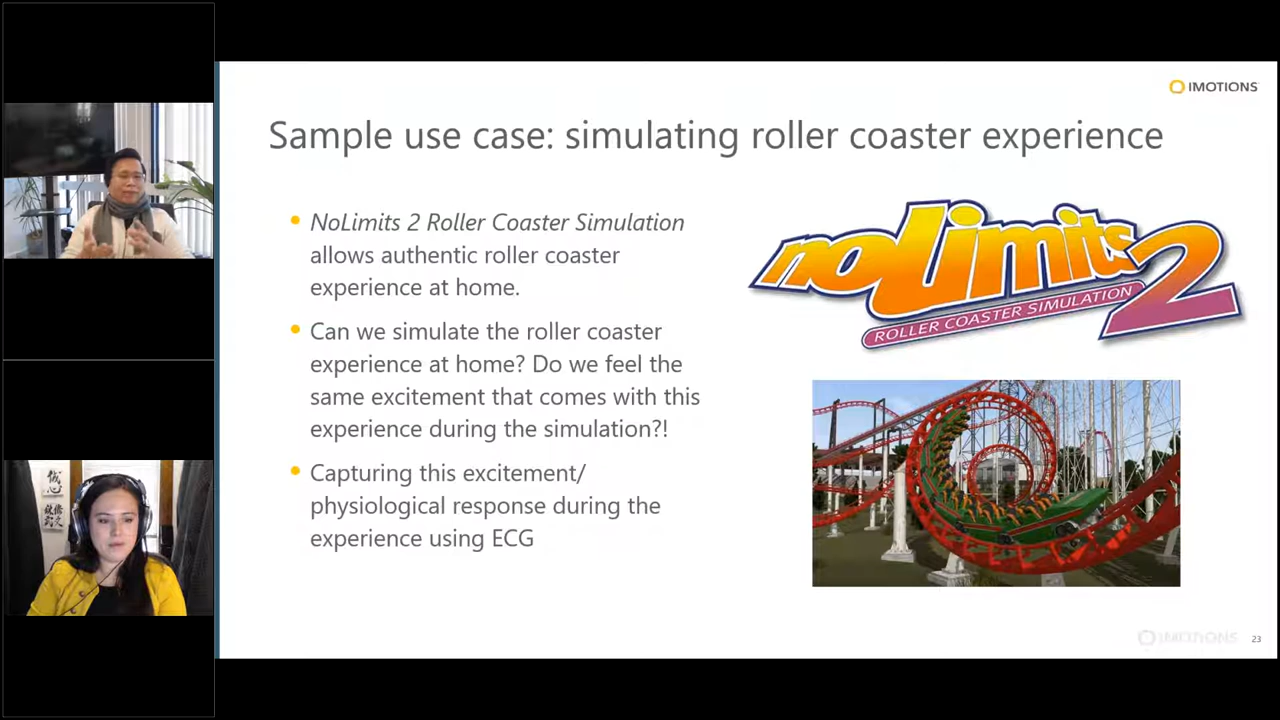 IMOTIONS
Sample use case: simulating roller coaster experience
• NoLimits 2 Roller Coaster Simulation
allows authentic roller coaster
experience at home.
• Can we simulate the roller coaster
experience at home? Do we feel the
same excitement that comes with this
experience during the simulation?!
• Capturing this excitement/
physiological response during the
experience using ECG
noLimits 2
ROLLER COASTER SIMULATION
IMOTIONS
23
誠
心